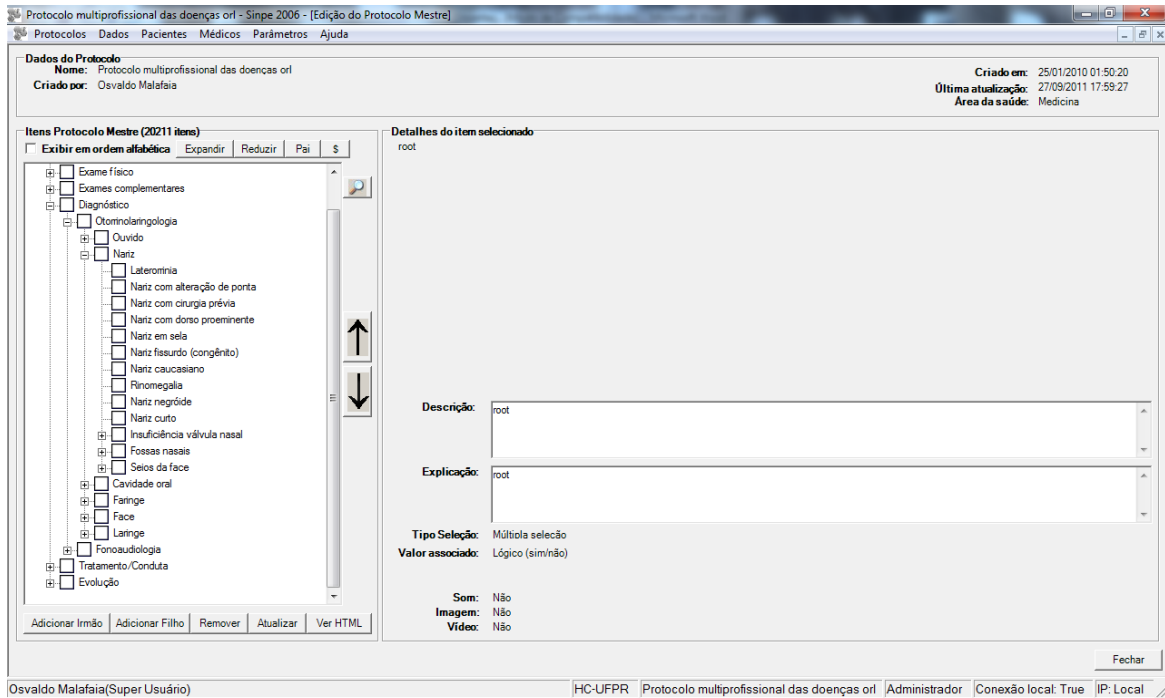 Protocolo multiprofissional das doenças orl - Sinpe 2006 - [Edição do Protocolo Mestre]
Protocolos Dados Pacientes Médicos Parâmetros Ajuda
Dados do Protocolo
Nome: Protocolo multiprofissional das doenças orl
Criado por: Osvaldo Malafaia
Criado em: 25/01/2010 01:50:20
Última atualização: 27/09/2011 17:59:27
Área da saúde: Medicina
Itens Protocolo Mestre (20211 itens)
Exibir em ordem alfabética Expandir Reduzir Pai $
Exame físico
Exames complementares
Diagnóstico
Otorrinolaringologia
Ouvido
Nariz
Laterorrinia
Nariz com alteração de ponta
Nariz com cirurgia prévia
Nariz com dorso proeminente
Nariz em sela
Nariz fissurdo (congênito)
Nariz caucasiano
Rinomegalia
Nariz negróide
Nariz curto
Insuficiência válvula nasal
Fossas nasais
Seios da face
Cavidade oral
Faringe
Face
Laringe
Fonoaudiologia
Tratamento/Conduta
Evolução
Adicionar Irmão Adicionar Filho Remover Atualizar Ver HTML
Detalhes do item selecionado
root
Descrição: root
Explicação: root
Tipo Seleção: Múltipla seleção
Valor associado: Lógico (sim/não)
Som: Não
Imagem: Não
Vídeo: Não
Fechar
Osvaldo Malafaia(Super Usuário) HC-UFPR Protocolo multiprofissional das doenças orl Administrador Conexão local: True IP: Local